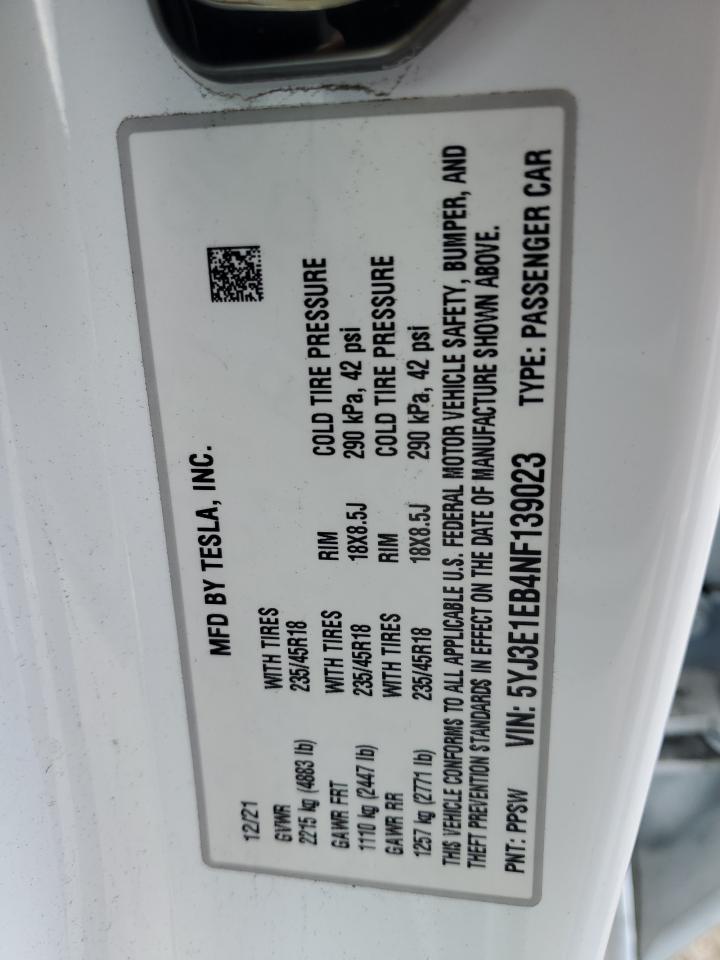 MFD BY TESLA, INC.
12/21
GVWR WITH TIRES RIM COLD TIRE PRESSURE
2215 kg (4883 lb) 235/45R18
GAWR FRT WITH TIRES RIM COLD TIRE PRESSURE
1110 kg (2447 lb) 235/45R18 18X8.5J 290 kPa, 42 psi
GAWR RR WITH TIRES RIM COLD TIRE PRESSURE
1257 kg (2771 lb) 235/45R18 18X8.5J 290 kPa, 42 psi
THIS VEHICLE CONFORMS TO ALL APPLICABLE U.S. FEDERAL MOTOR VEHICLE SAFETY, BUMPER, AND
THEFT PREVENTION STANDARDS IN EFFECT ON THE DATE OF MANUFACTURE SHOWN ABOVE.
PNT: PPSW VIN: 5YJ3E1EB4NF139023 TYPE: PASSENGER CAR